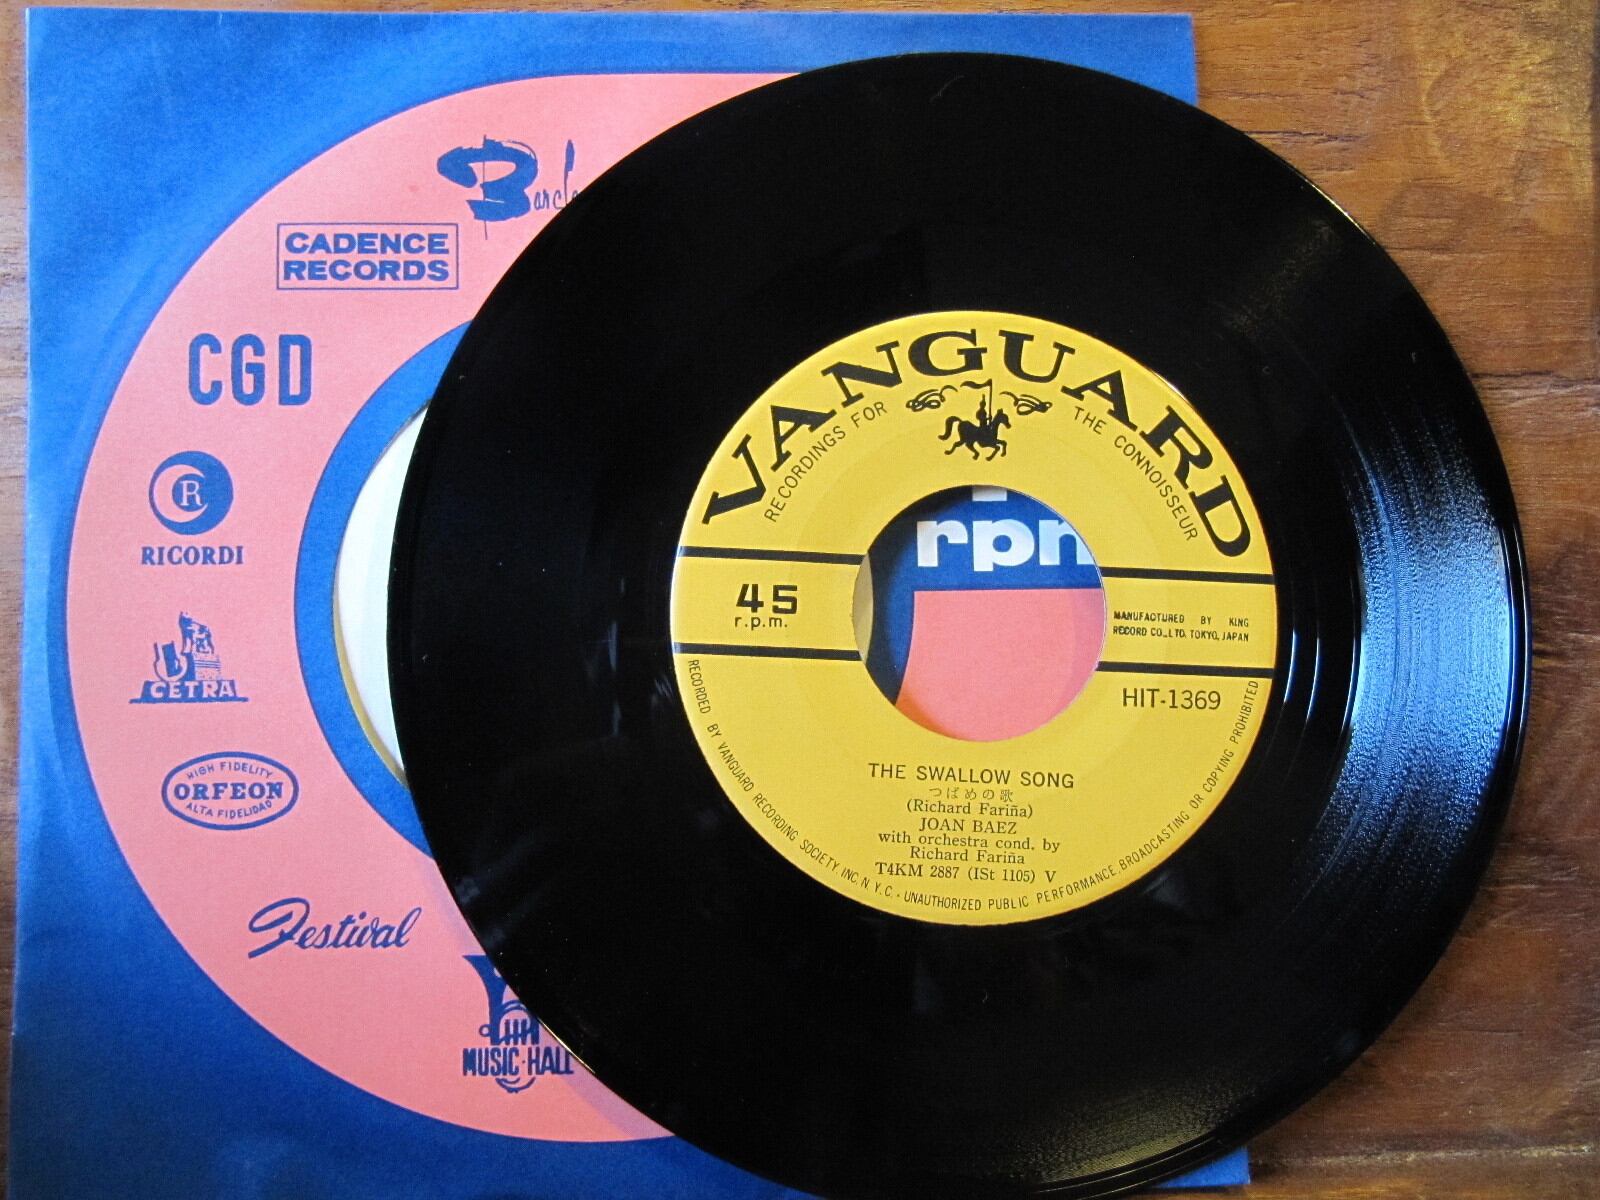 CADENCE
RECORDS
CGD
R
RICORDI
CETRA
HIGH FIDELITY
ORFEON
ALTA FIDELIDAD
Festival
MUSIC-HALL
VANGUARD
RECORDINGS FOR THE CONNOISSEUR
rpm
45
r.p.m.
MANUFACTURED BY KING
RECORD CO., LTD. TOKYO, JAPAN
HIT-1369
THE SWALLOW SONG
つばめの歌
(Richard Fariña)
JOAN BAEZ
with orchestra cond. by
Richard Fariña
T4KM 2887 (ISt 1105) V
RECORDED BY VANGUARD RECORDING SOCIETY, INC. N.Y.C. - UNAUTHORIZED PUBLIC PERFORMANCE, BROADCASTING OR COPYING PROHIBITED